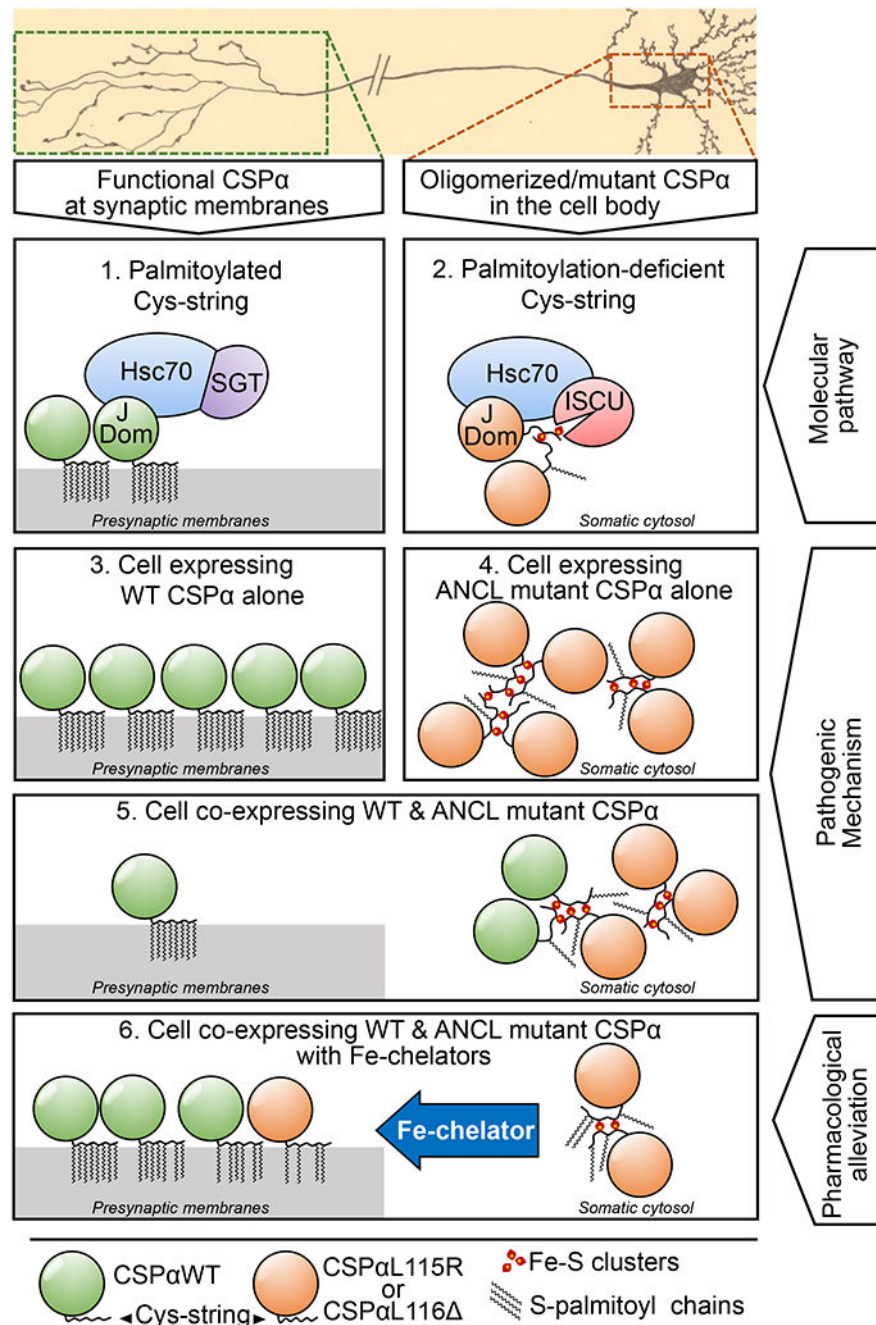 Functional CSPα
at synaptic membranes
Oligomerized/mutant CSPα
in the cell body
1. Palmitoylated
Cys-string
Hsc70
SGT
J
Dom
Presynaptic membranes
2. Palmitoylation-deficient
Cys-string
Hsc70
ISCU
J
Dom
Somatic cytosol
Molecular
pathway
3. Cell expressing
WT CSPα alone
Presynaptic membranes
4. Cell expressing
ANCL mutant CSPα alone
Somatic cytosol
5. Cell co-expressing WT & ANCL mutant CSPα
Presynaptic membranes
Somatic cytosol
Pathogenic
Mechanism
6. Cell co-expressing WT & ANCL mutant CSPα
with Fe-chelators
Fe-chelator
Presynaptic membranes
Somatic cytosol
Pharmacological
alleviation
CSPαWT
◄Cys-string►
CSPαL115R
or
CSPαL116Δ
Fe-S clusters
S-palmitoyl chains